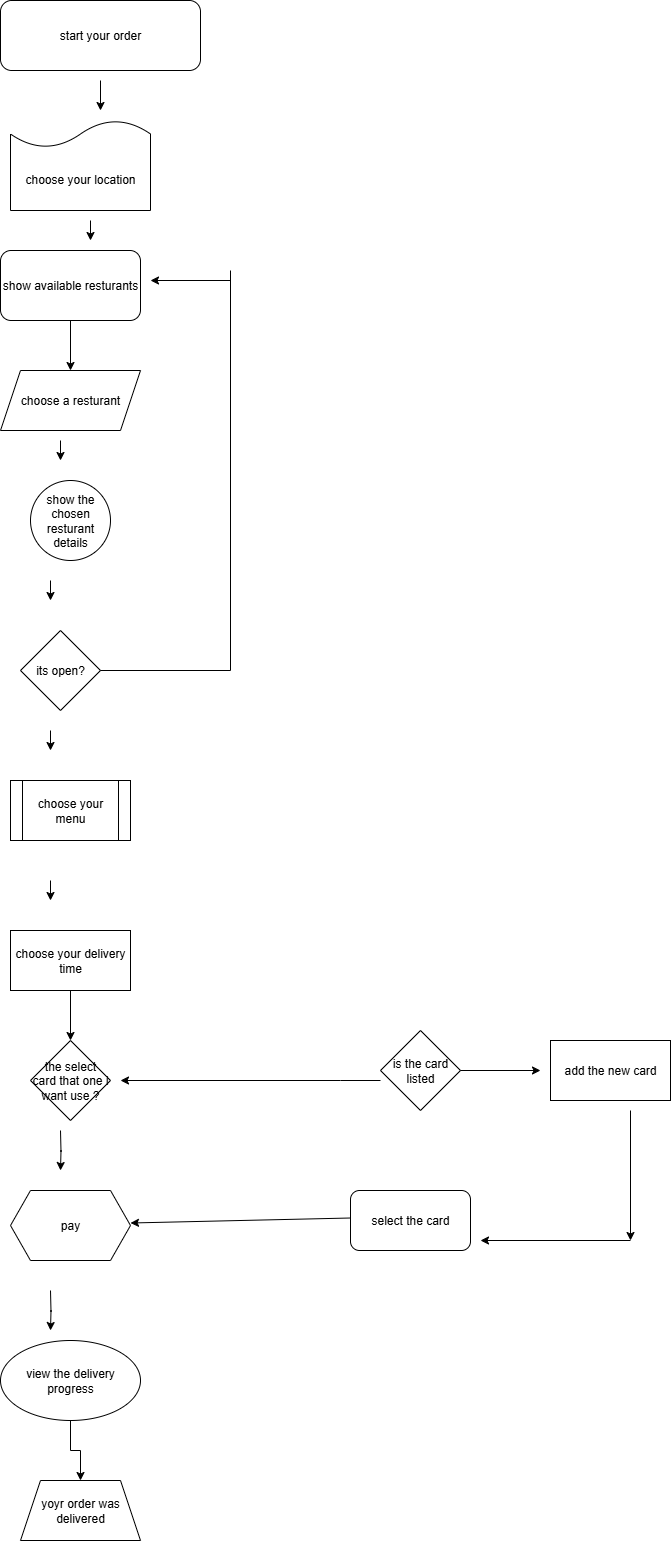 start your order
choose your location
show available resturants
choose a resturant
show the
chosen
resturant
details
its open?
choose your
menu
choose your delivery
time
the select
card that one i
want use ?
is the card
listed
add the new card
pay
select the card
view the delivery
progress
yoyr order was
delivered